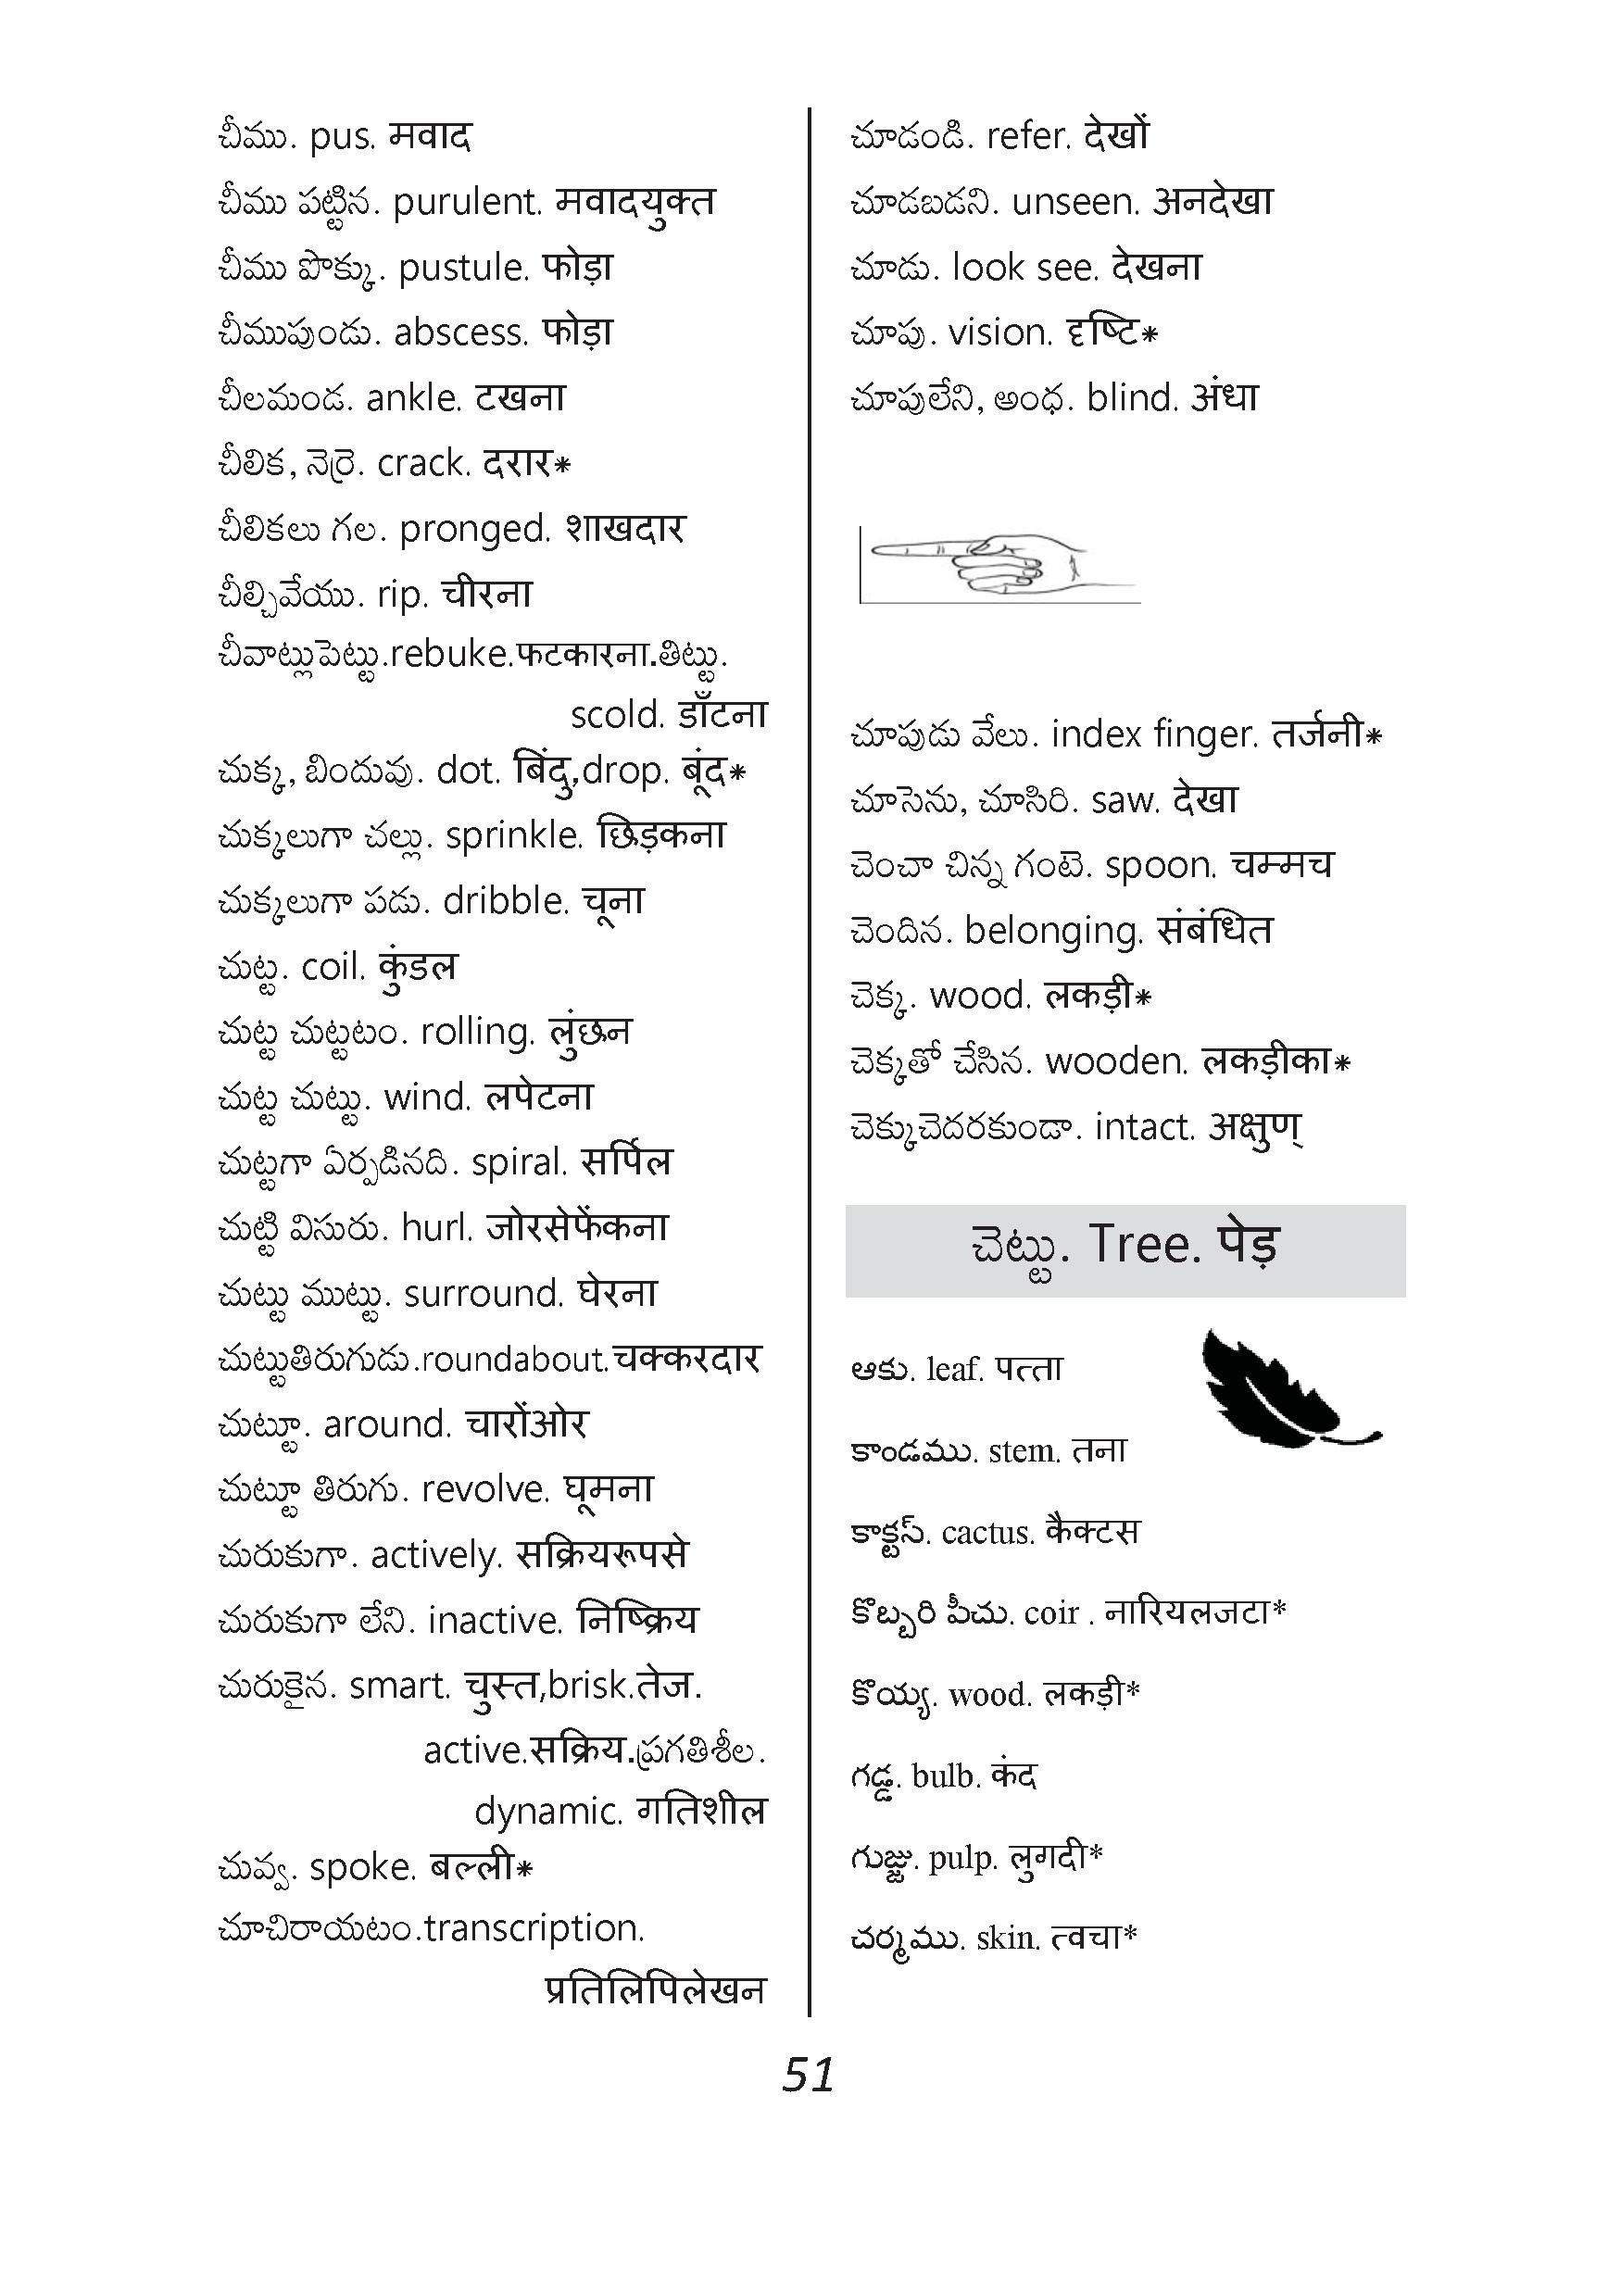 చీము. pus. मवाद
చీము పట్టిన. purulent. मवादयुक्त
చీము పొక్కు. pustule. फोड़ा
చీముపుండు. abscess. फोड़ा
చీలమండ. ankle. टखना
చీలిక, నెర్రె. crack. दरार*
చీలికలు గల. pronged. शाखदार
చీల్చివేయు. rip. चीरना
చీవాట్లుపెట్టు.rebuke.फटकारना.తిట్టు.
scold. डाँटना
చుక్క, బిందువు. dot. बिंदु,drop. बूंद*
చుక్కలుగా చల్లు. sprinkle. छिड़कना
చుక్కలుగా పడు. dribble. चूना
చుట్ట. coil. कुंडल
చుట్ట చుట్టటం. rolling. लुंछन
చుట్ట చుట్టు. wind. लपेटना
చుట్టగా ఏర్పడినది. spiral. सर्पिल
చుట్టి విసురు. hurl. जोरसेफेंकना
చుట్టు ముట్టు. surround. घेरना
చుట్టుతిరుగుడు.roundabout.चक्करदार
చుట్టూ. around. चारोंओर
చుట్టూ తిరుగు. revolve. घूमना
చురుకుగా. actively. सक्रियरूपसे
చురుకుగా లేని. inactive. निष्क्रिय
చురుకైన. smart. चुस्त,brisk.तेज.
active.सक्रिय.ప్రగతిశీల.
dynamic. गतिशील
చువ్వ. spoke. बल्ली*
చూచిరాయటం.transcription.
प्रतिलिपिलेखन
చూడండి. refer. देखों
చూడబడని. unseen. अनदेखा
చూడు. look see. देखना
చూపు. vision. दृष्टि*
చూపులేని, అంధ. blind. अंधा
చూపుడు వేలు. index finger. तर्जनी*
చూసెను, చూసిరి. saw. देखा
చెంచా చిన్న గంటె. spoon. चम्मच
చెందిన. belonging. संबंधित
చెక్క. wood. लकड़ी*
చెక్కతో చేసిన. wooden. लकड़ीका*
చెక్కుచెదరకుండా. intact. अक्षुण्
చెట్టు. Tree. पेड़
ఆకు. leaf. पत्ता
కాండము. stem. तना
కాక్టస్. cactus. कैक्टस
కొబ్బరి పీచు. coir . नारियलजटा*
కొయ్య. wood. लकड़ी*
గడ్డ. bulb. कंद
గుజ్జు. pulp. लुगदी*
చర్మము. skin. त्वचा*
51